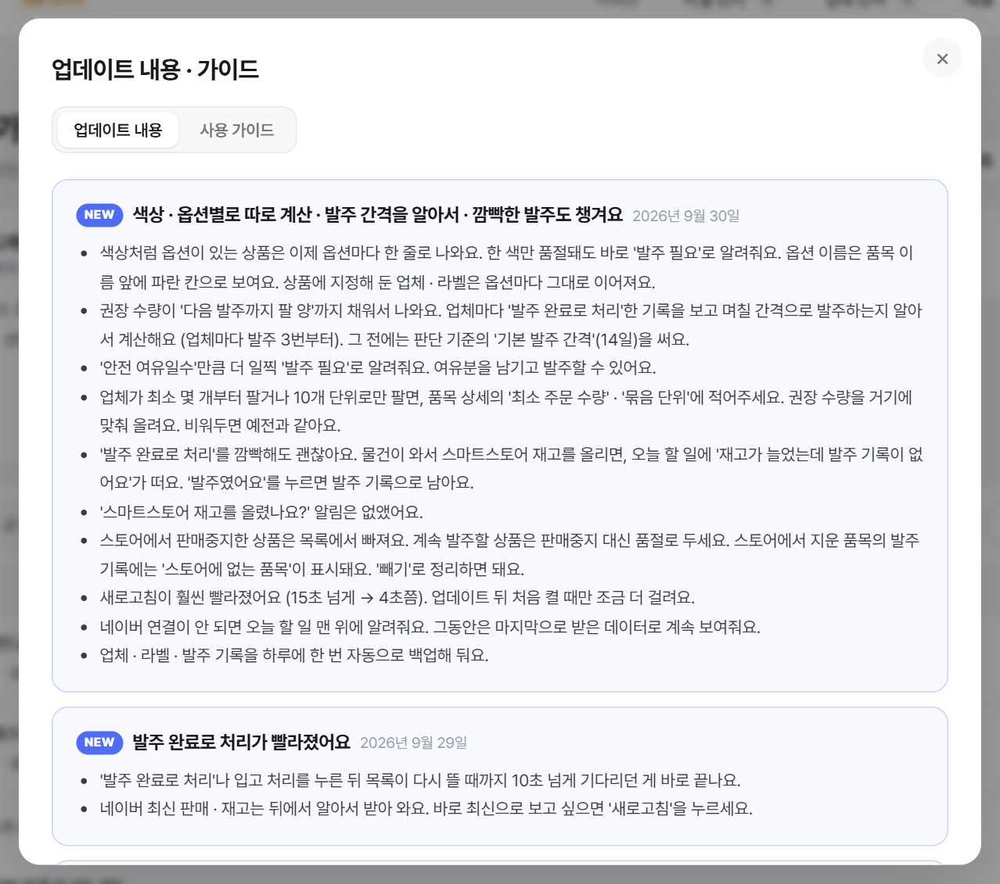 업데이트 내용 · 가이드
업데이트 내용
사용 가이드
NEW 색상 · 옵션별로 따로 계산 · 발주 간격을 알아서 · 깜빡한 발주도 챙겨요 2026년 9월 30일
• 색상처럼 옵션이 있는 상품은 이제 옵션마다 한 줄로 나와요. 한 색만 품절돼도 바로 '발주 필요'로 알려줘요. 옵션 이름은 품목 이
름 앞에 파란 칸으로 보여요. 상품에 지정해 둔 업체 · 라벨은 옵션마다 그대로 이어져요.
• 권장 수량이 '다음 발주까지 팔 양'까지 채워서 나와요. 업체마다 '발주 완료로 처리'한 기록을 보고 며칠 간격으로 발주하는지 알아
서 계산해요 (업체마다 발주 3번부터). 그 전에는 판단 기준의 '기본 발주 간격'(14일)을 써요.
• '안전 여유일수'만큼 더 일찍 '발주 필요'로 알려줘요. 여유분을 남기고 발주할 수 있어요.
• 업체가 최소 몇 개부터 팔거나 10개 단위로만 팔면, 품목 상세의 '최소 주문 수량' · '묶음 단위'에 적어주세요. 권장 수량을 거기에
맞춰 올려요. 비워두면 예전과 같아요.
• '발주 완료로 처리'를 깜빡해도 괜찮아요. 물건이 와서 스마트스토어 재고를 올리면, 오늘 할 일에 '재고가 늘었는데 발주 기록이 없
어요'가 떠요. '발주였어요'를 누르면 발주 기록으로 남아요.
• '스마트스토어 재고를 올렸나요?' 알림은 없앴어요.
• 스토어에서 판매중지한 상품은 목록에서 빠져요. 계속 발주할 상품은 판매중지 대신 품절로 두세요. 스토어에서 지운 품목의 발주
기록에는 '스토어에 없는 품목'이 표시돼요. '빼기'로 정리하면 돼요.
• 새로고침이 훨씬 빨라졌어요 (15초 넘게 → 4초쯤). 업데이트 뒤 처음 켤 때만 조금 더 걸려요.
• 네이버 연결이 안 되면 오늘 할 일 맨 위에 알려줘요. 그동안은 마지막으로 받은 데이터로 계속 보여줘요.
• 업체 · 라벨 · 발주 기록을 하루에 한 번 자동으로 백업해 둬요.
NEW 발주 완료로 처리가 빨라졌어요 2026년 9월 29일
• '발주 완료로 처리'나 입고 처리를 누른 뒤 목록이 다시 뜰 때까지 10초 넘게 기다리던 게 바로 끝나요.
• 네이버 최신 판매 · 재고는 뒤에서 알아서 받아 와요. 바로 최신으로 보고 싶으면 '새로고침'을 누르세요.